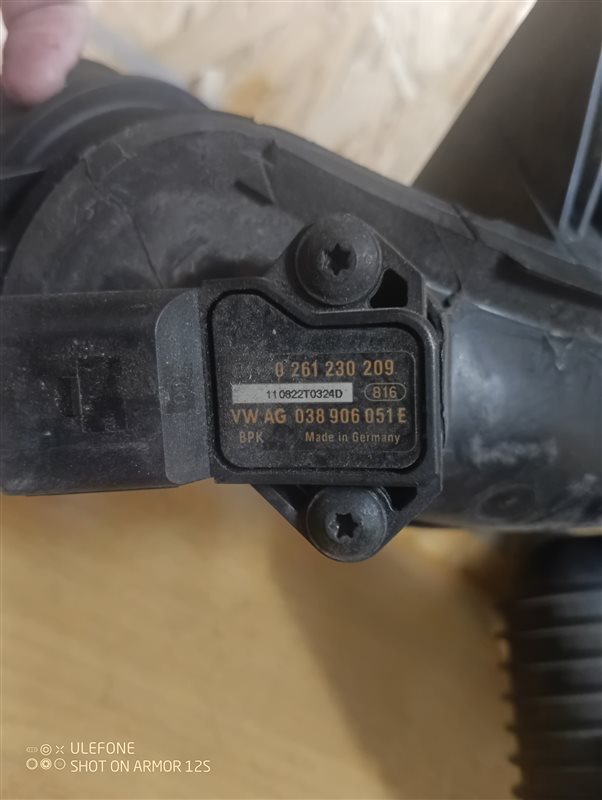 0 261 230 209
110822T0324D 816
VW AG 038 906 051 E
BPK Made in Germany
ULEFONE
SHOT ON ARMOR 12S